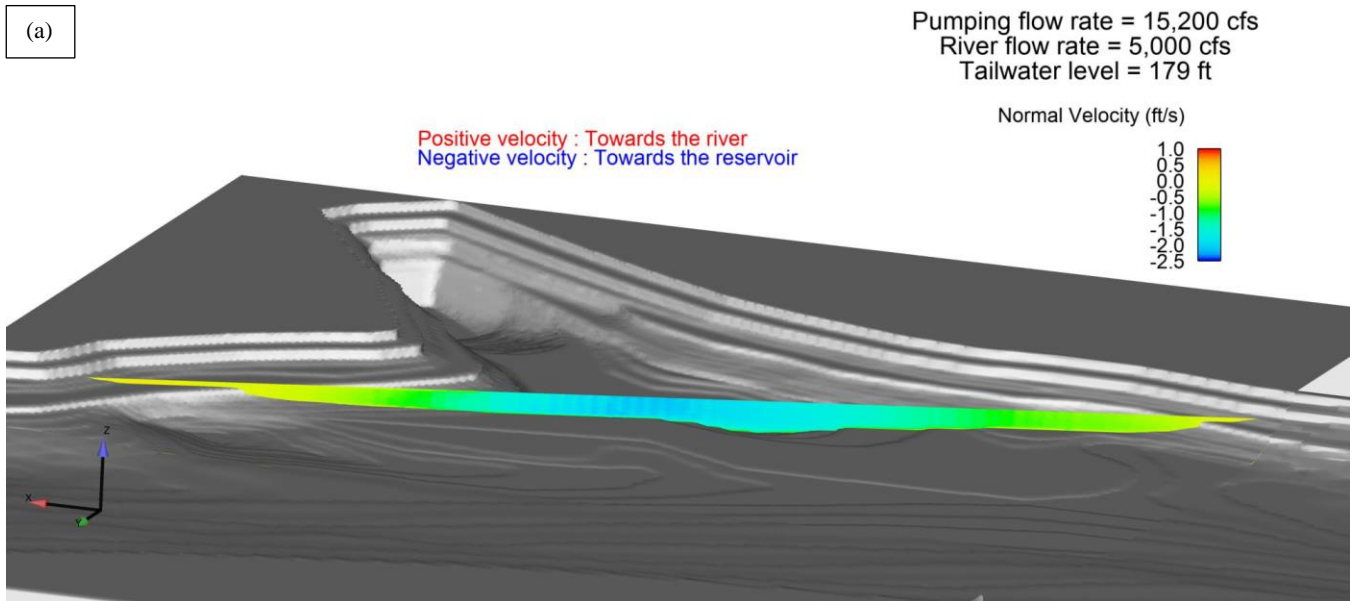 (a)
Pumping flow rate = 15,200 cfs
River flow rate = 5,000 cfs
Tailwater level = 179 ft
Normal Velocity (ft/s)
Positive velocity : Towards the river
Negative velocity : Towards the reservoir
1.0
0.5
0.0
-0.5
-1.0
-1.5
-2.0
-2.5
Z
X
Y